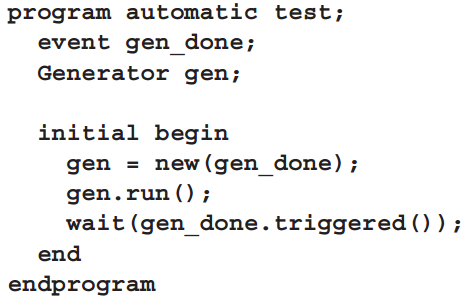 program automatic test;
  event gen_done;
  Generator gen;

  initial begin
    gen = new(gen_done);
    gen.run();
    wait(gen_done.triggered());
  end
endprogram